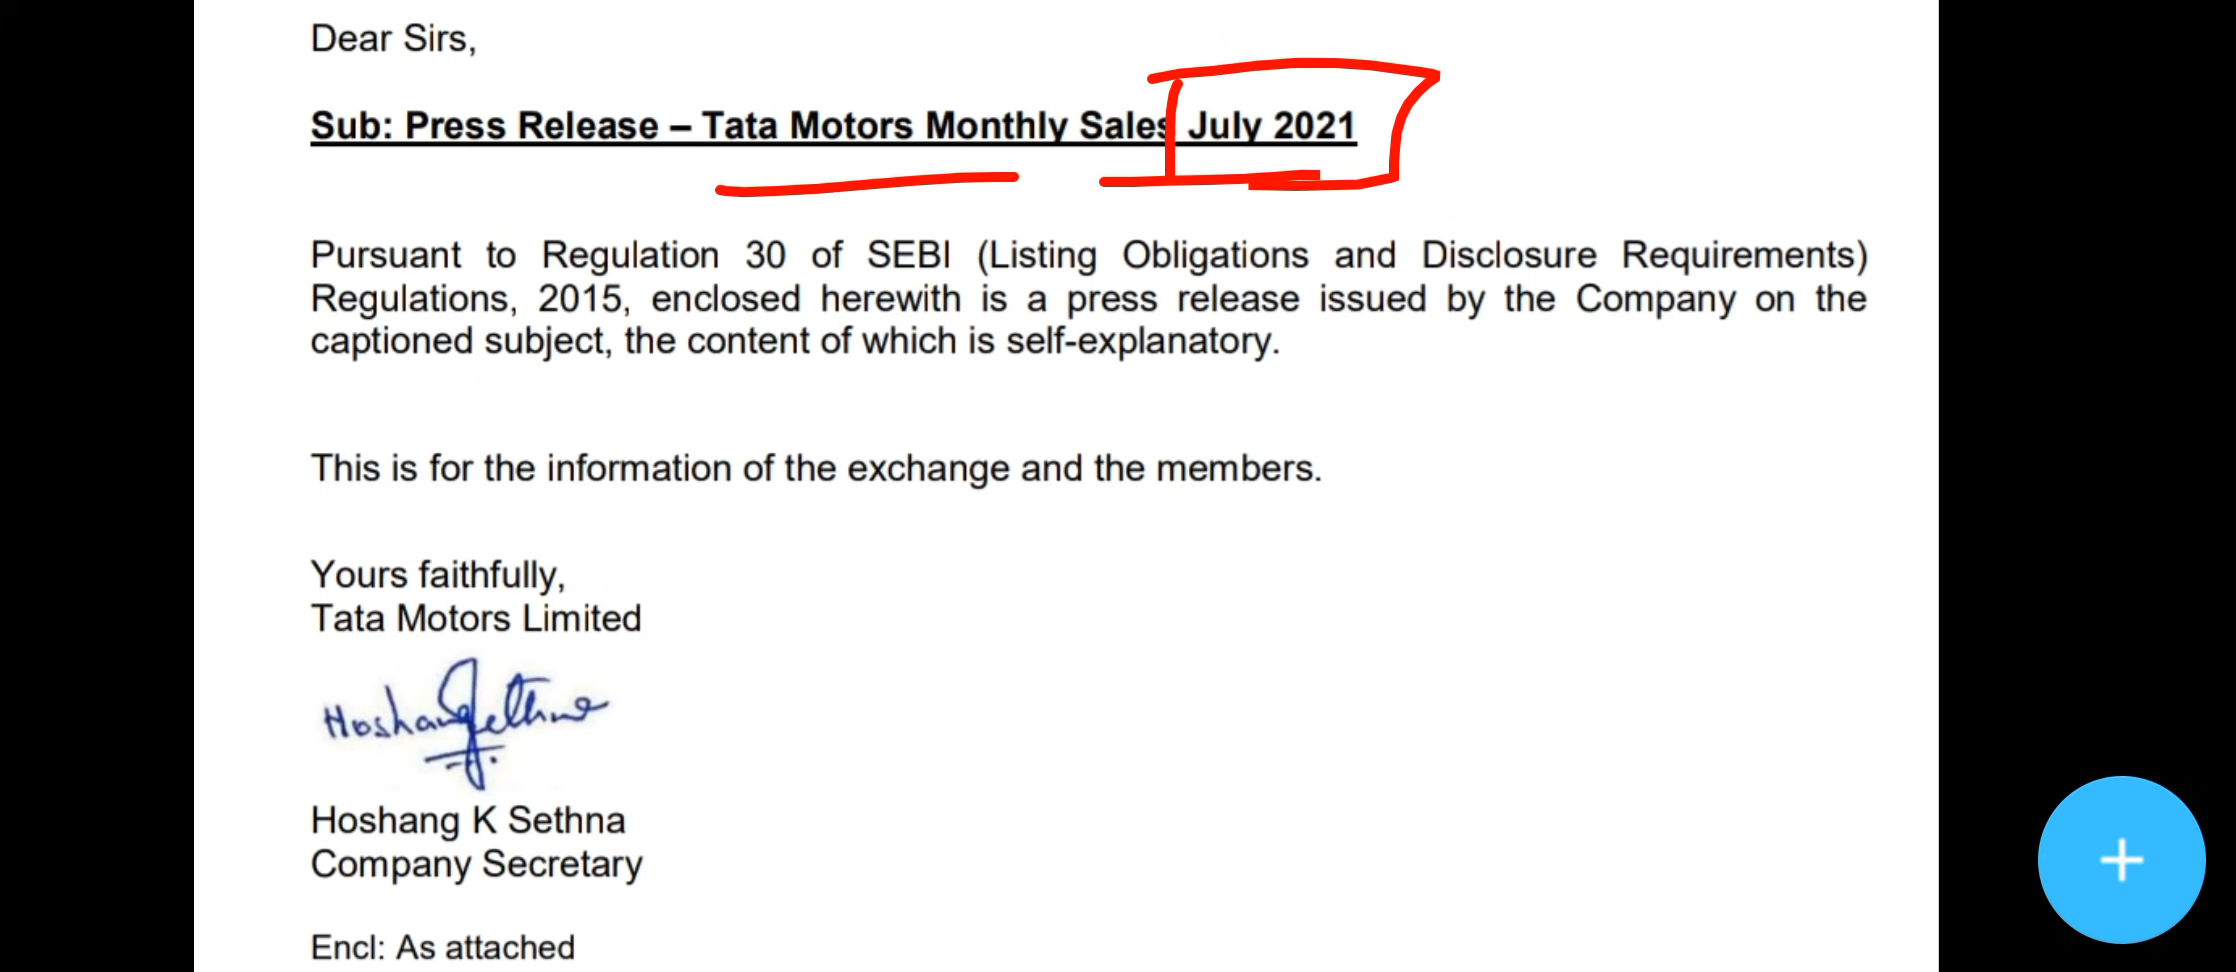 Dear Sirs,
Sub: Press Release – Tata Motors Monthly Sales July 2021
Pursuant to Regulation 30 of SEBI (Listing Obligations and Disclosure Requirements)
Regulations, 2015, enclosed herewith is a press release issued by the Company on the
captioned subject, the content of which is self-explanatory.
This is for the information of the exchange and the members.
Yours faithfully,
Tata Motors Limited
Hoshang Sethna
Hoshang K Sethna
Company Secretary
Encl: As attached